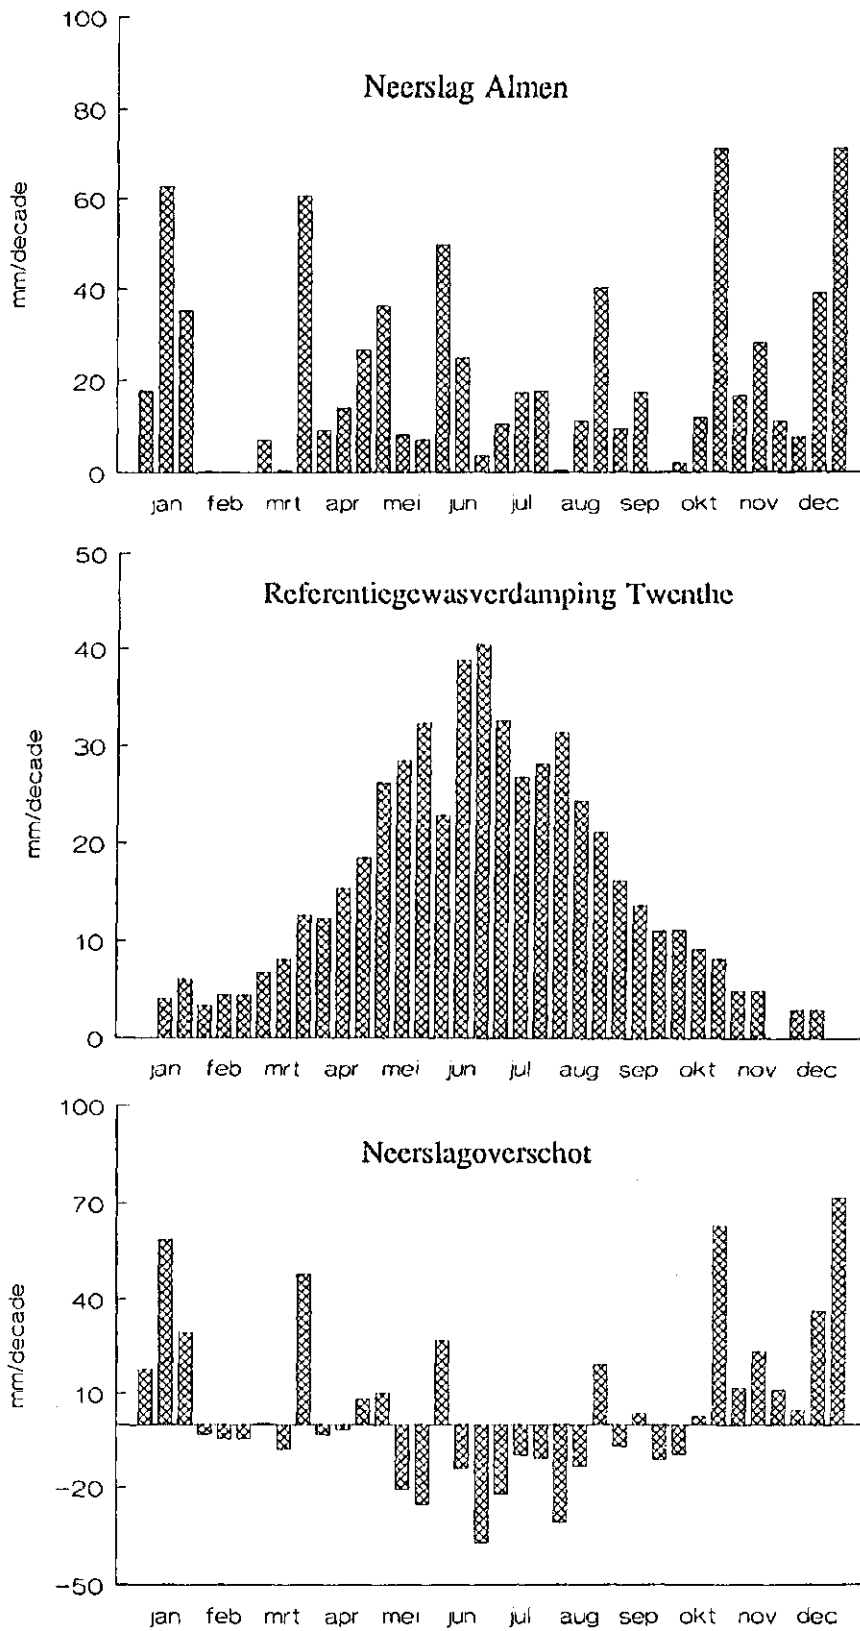 Neerslag Almen
mm/decade
100
80
60
40
20
0
jan feb mrt apr mei jun jul aug sep okt nov dec
Referentiegewasverdamping Twenthe
mm/decade
50
40
30
20
10
0
jan feb mrt apr mei jun jul aug sep okt nov dec
Neerslagoverschot
mm/decade
100
70
40
10
-20
-50
jan feb mrt apr mei jun jul aug sep okt nov dec